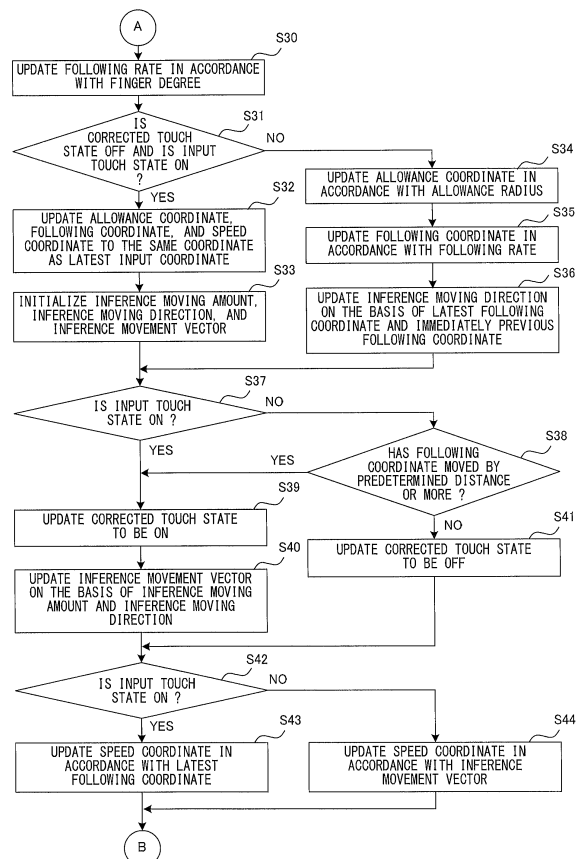 A
S30
UPDATE FOLLOWING RATE IN ACCORDANCE
WITH FINGER DEGREE
S31
IS
CORRECTED TOUCH
STATE OFF AND IS INPUT
TOUCH STATE ON
?
NO
YES
S32
UPDATE ALLOWANCE COORDINATE,
FOLLOWING COORDINATE, AND SPEED
COORDINATE TO THE SAME COORDINATE
AS LATEST INPUT COORDINATE
S33
INITIALIZE INFERENCE MOVING AMOUNT,
INFERENCE MOVING DIRECTION, AND
INFERENCE MOVEMENT VECTOR
S34
UPDATE ALLOWANCE COORDINATE IN
ACCORDANCE WITH ALLOWANCE RADIUS
S35
UPDATE FOLLOWING COORDINATE IN
ACCORDANCE WITH FOLLOWING RATE
S36
UPDATE INFERENCE MOVING DIRECTION
ON THE BASIS OF LATEST FOLLOWING
COORDINATE AND IMMEDIATELY PREVIOUS
FOLLOWING COORDINATE
S37
IS INPUT TOUCH
STATE ON ?
NO
YES
S38
HAS FOLLOWING
COORDINATE MOVED BY
PREDETERMINED DISTANCE
OR MORE ?
YES
NO
S39
UPDATE CORRECTED TOUCH STATE
TO BE ON
S40
UPDATE INFERENCE MOVEMENT VECTOR
ON THE BASIS OF INFERENCE MOVING
AMOUNT AND INFERENCE MOVING
DIRECTION
S41
UPDATE CORRECTED TOUCH STATE
TO BE OFF
S42
IS INPUT TOUCH
STATE ON ?
NO
YES
S43
UPDATE SPEED COORDINATE IN
ACCORDANCE WITH LATEST
FOLLOWING COORDINATE
S44
UPDATE SPEED COORDINATE IN
ACCORDANCE WITH INFERENCE
MOVEMENT VECTOR
B